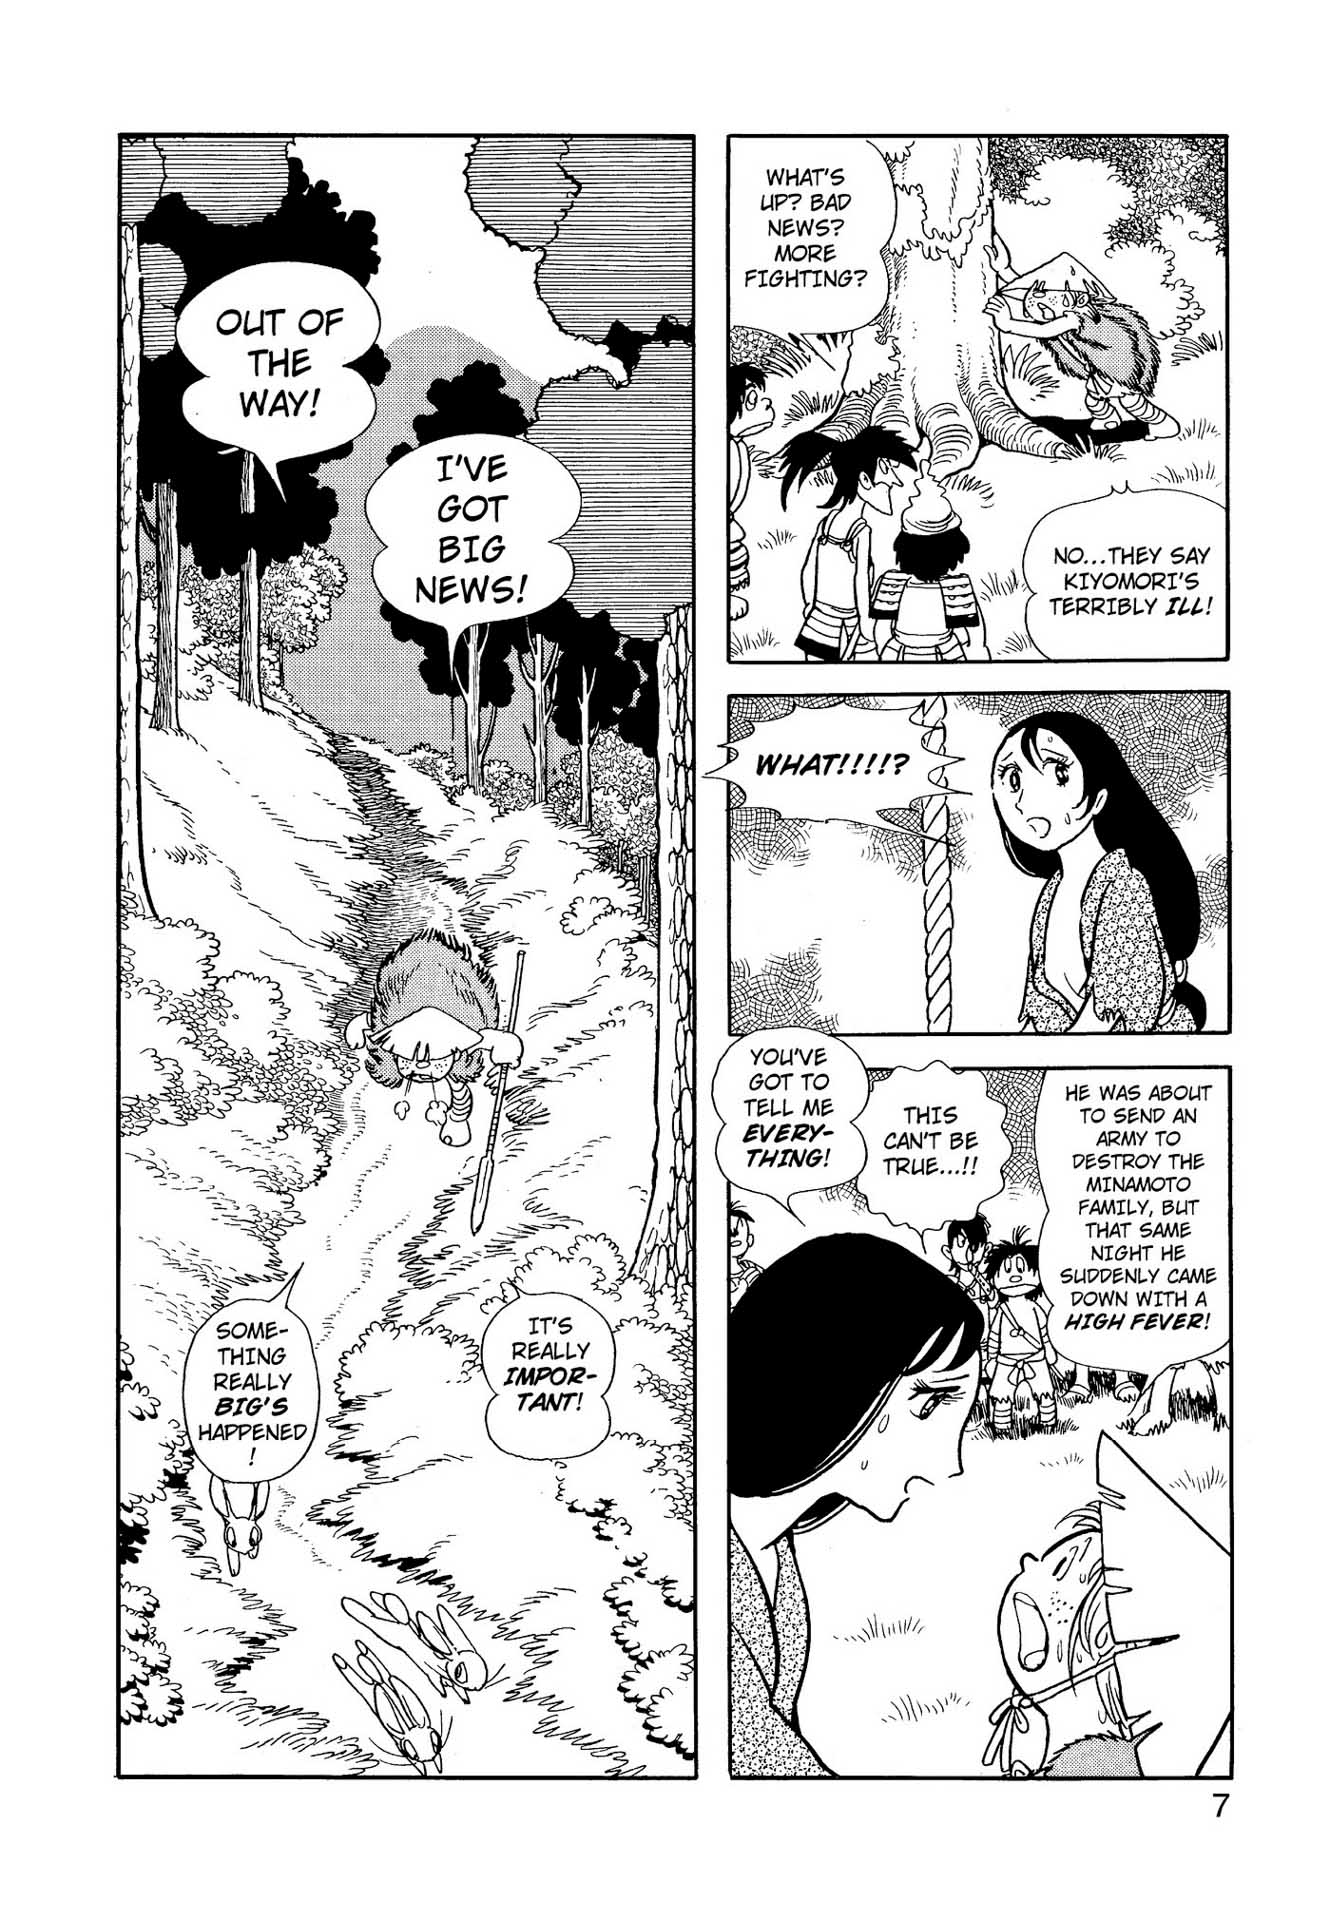 OUT OF
THE
WAY!
I'VE
GOT
BIG
NEWS!
SOME-
THING
REALLY
BIG'S
HAPPENED
!
IT'S
REALLY
IMPOR-
TANT!
WHAT'S
UP? BAD
NEWS?
MORE
FIGHTING?
NO...THEY SAY
KIYOMORI'S
TERRIBLY ILL!
WHAT!!!!?
YOU'VE
GOT TO
TELL ME
EVERY-
THING!
THIS
CAN'T BE
TRUE...!!
HE WAS ABOUT
TO SEND AN
ARMY TO
DESTROY THE
MINAMOTO
FAMILY, BUT
THAT SAME
NIGHT HE
SUDDENLY CAME
DOWN WITH A
HIGH FEVER!
7